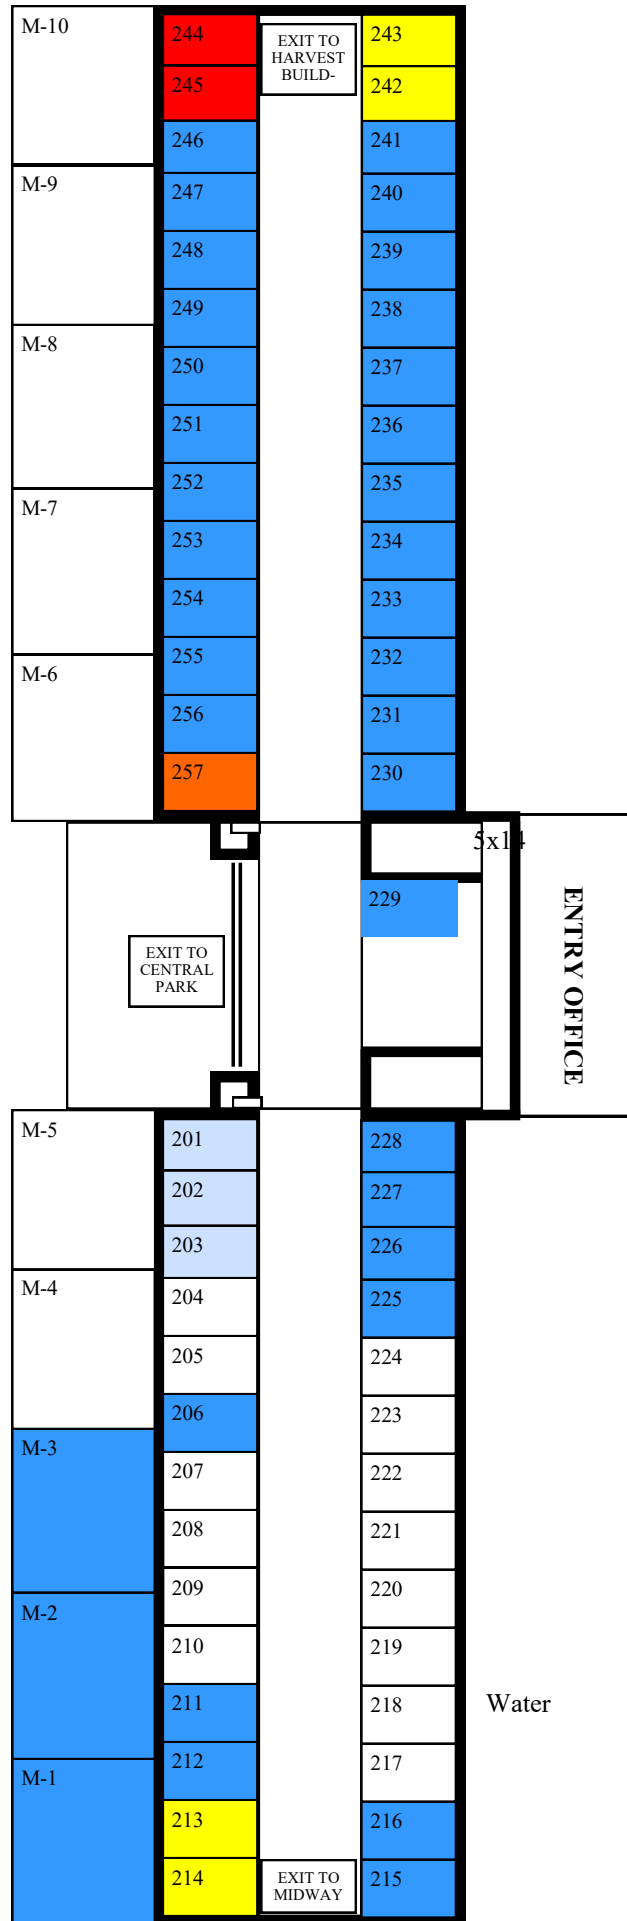 M-10
244
EXIT TO
HARVEST
BUILD-
243
245
242
246
241
M-9
247
240
248
239
249
238
M-8
250
237
251
236
252
235
M-7
253
234
254
233
255
232
M-6
256
231
257
230
5x14
229
ENTRY OFFICE
EXIT TO
CENTRAL
PARK
M-5
201
228
202
227
203
226
M-4
204
225
205
224
206
223
M-3
207
222
208
221
209
220
M-2
210
219
211
218
Water
212
217
M-1
213
216
214
EXIT TO
MIDWAY
215